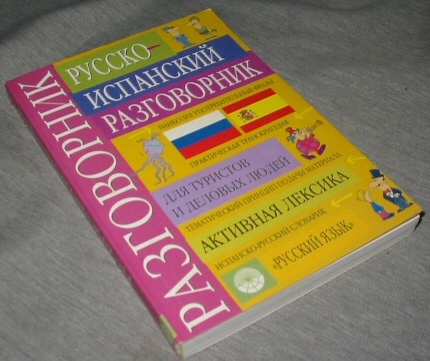 РАЗГОВОРНИК
РУССКО-
ИСПАНСКИЙ
РАЗГОВОРНИК
НАИБОЛЕЕ УПОТРЕБИТЕЛЬНЫЕ ФРАЗЫ
ПРАКТИЧЕСКАЯ ТРАНСКРИПЦИЯ
ДЛЯ ТУРИСТОВ
И ДЕЛОВЫХ ЛЮДЕЙ
ТЕМАТИЧЕСКИЙ ПРИНЦИП ПОДАЧИ МАТЕРИАЛА
АКТИВНАЯ ЛЕКСИКА
ИСПАНСКО-РУССКИЙ СЛОВАРИК
«РУССКИЙ ЯЗЫК»